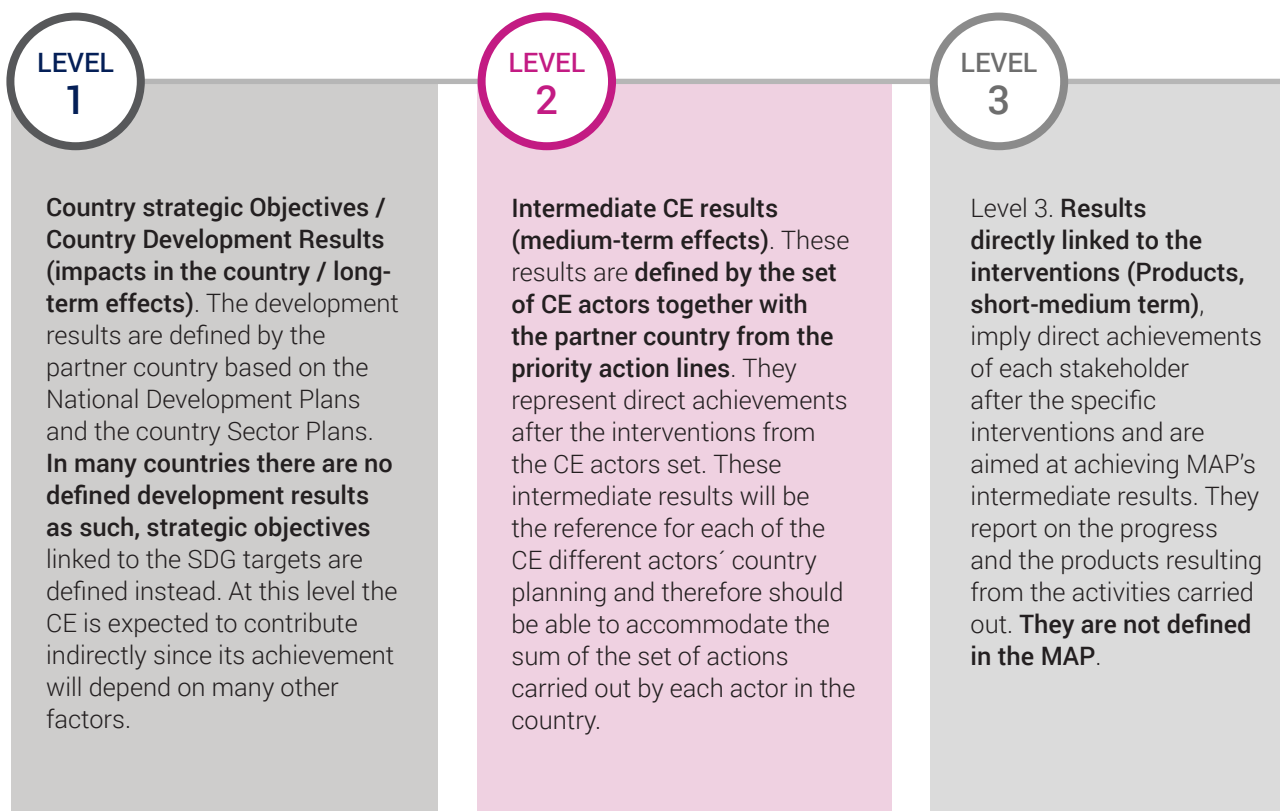 LEVEL
1
Country strategic Objectives /
Country Development Results
(impacts in the country / long-
term effects). The development
results are defined by the
partner country based on the
National Development Plans
and the country Sector Plans.
In many countries there are no
defined development results
as such, strategic objectives
linked to the SDG targets are
defined instead. At this level the
CE is expected to contribute
indirectly since its achievement
will depend on many other
factors.
LEVEL
2
Intermediate CE results
(medium-term effects). These
results are defined by the set
of CE actors together with
the partner country from the
priority action lines. They
represent direct achievements
after the interventions from
the CE actors set. These
intermediate results will be
the reference for each of the
CE different actors´ country
planning and therefore should
be able to accommodate the
sum of the set of actions
carried out by each actor in the
country.
LEVEL
3
Level 3. Results
directly linked to the
interventions (Products,
short-medium term),
imply direct achievements
of each stakeholder
after the specific
interventions and are
aimed at achieving MAP's
intermediate results. They
report on the progress
and the products resulting
from the activities carried
out. They are not defined
in the MAP.